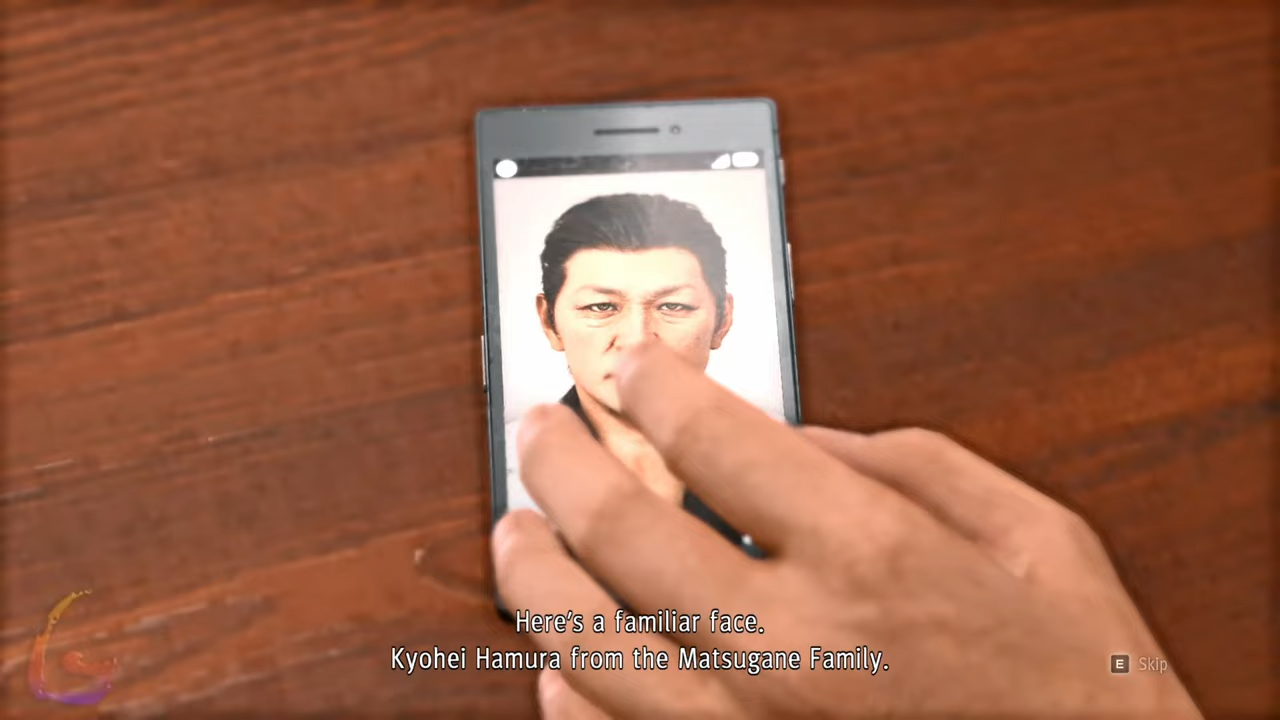 Here's a familiar face.
Kyohei Hamura from the Matsugane Family.
E Skip